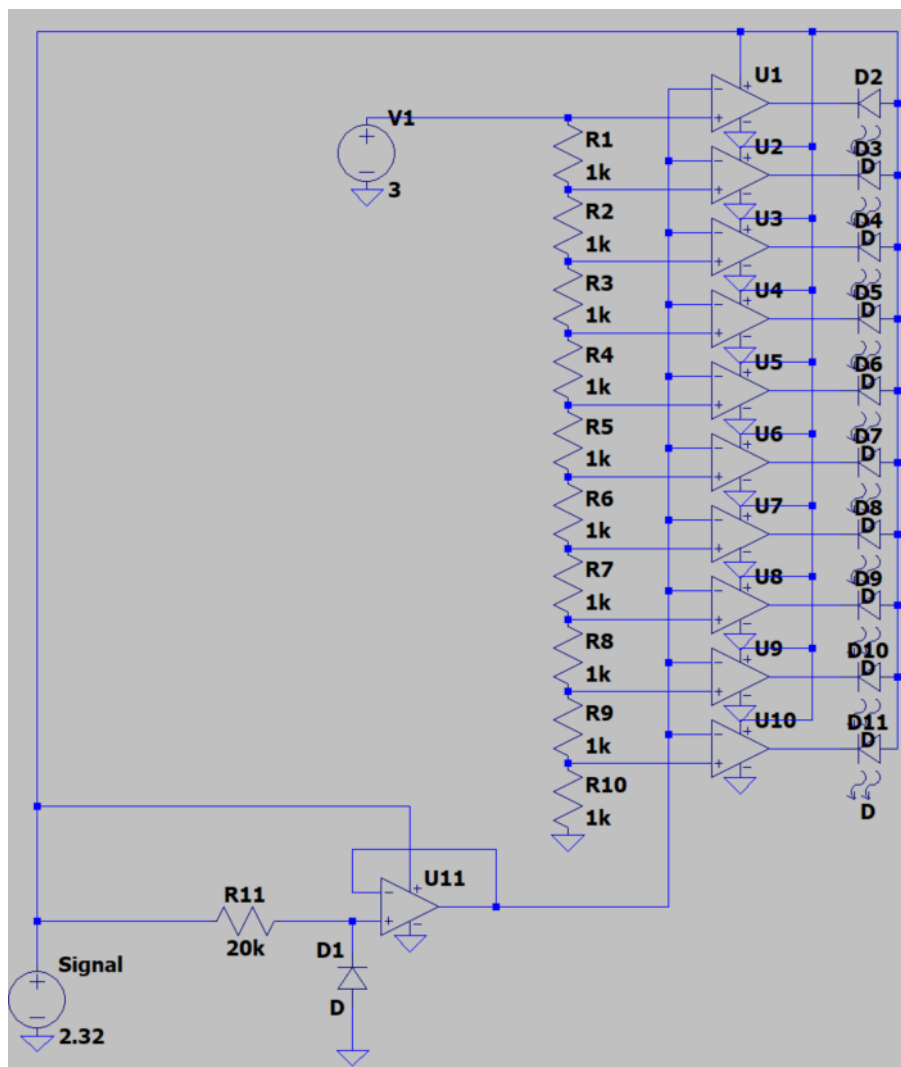 U1
D2
V1
3
R1
1k
U2
D3
D
R2
1k
U3
D4
D
R3
1k
U4
D5
D
R4
1k
U5
D6
D
R5
1k
U6
D7
D
R6
1k
U7
D8
D
R7
1k
U8
D9
D
R8
1k
U9
D10
D
R9
1k
U10
D11
D
R10
1k
D
U11
R11
20k
D1
D
Signal
2.32